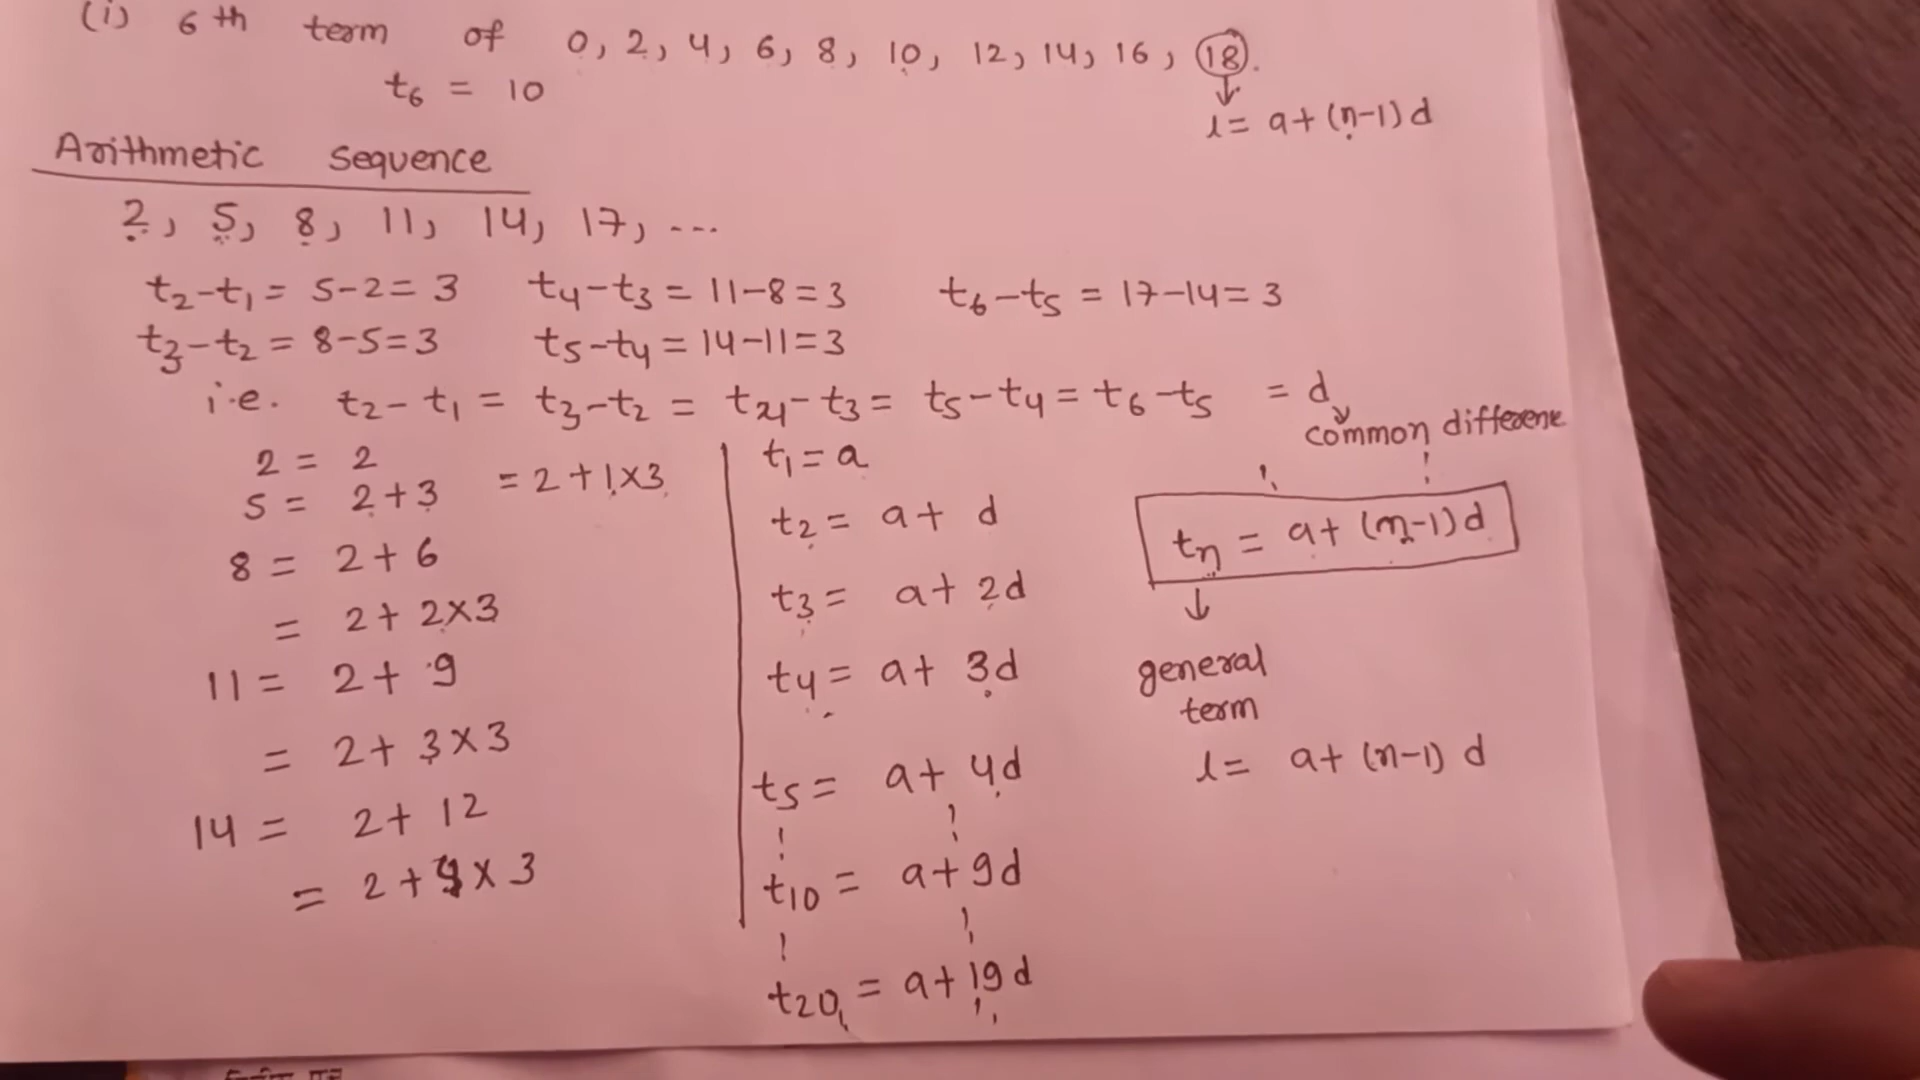 (i) 6th term of 0, 2, 4, 6, 8, 10, 12, 14, 16, 18.
t₆ = 10
l = a + (n-1) d
Arithmetic sequence
2, 5, 8, 11, 14, 17, ...
t₂-t₁ = 5-2 = 3 t₄-t₃ = 11-8 = 3 t₆-t₅ = 17-14 = 3
t₃-t₂ = 8-5 = 3 t₅-t₄ = 14-11 = 3
i.e. t₂-t₁ = t₃-t₂ = t₄-t₃ = t₅-t₄ = t₆-t₅ = d
common difference
2 = 2
5 = 2+3 = 2+1×3
8 = 2+6
= 2+2×3
11 = 2+9
= 2+3×3
14 = 2+12
= 2+4×3
t₁ = a
t₂ = a+ d
t₃ = a+ 2d
t₄ = a+ 3d
t₅ = a+ 4d
t₁₀ = a+9d
t₂₀ = a+19d
tₙ = a+ (n-1)d
general
term
l = a+ (n-1) d